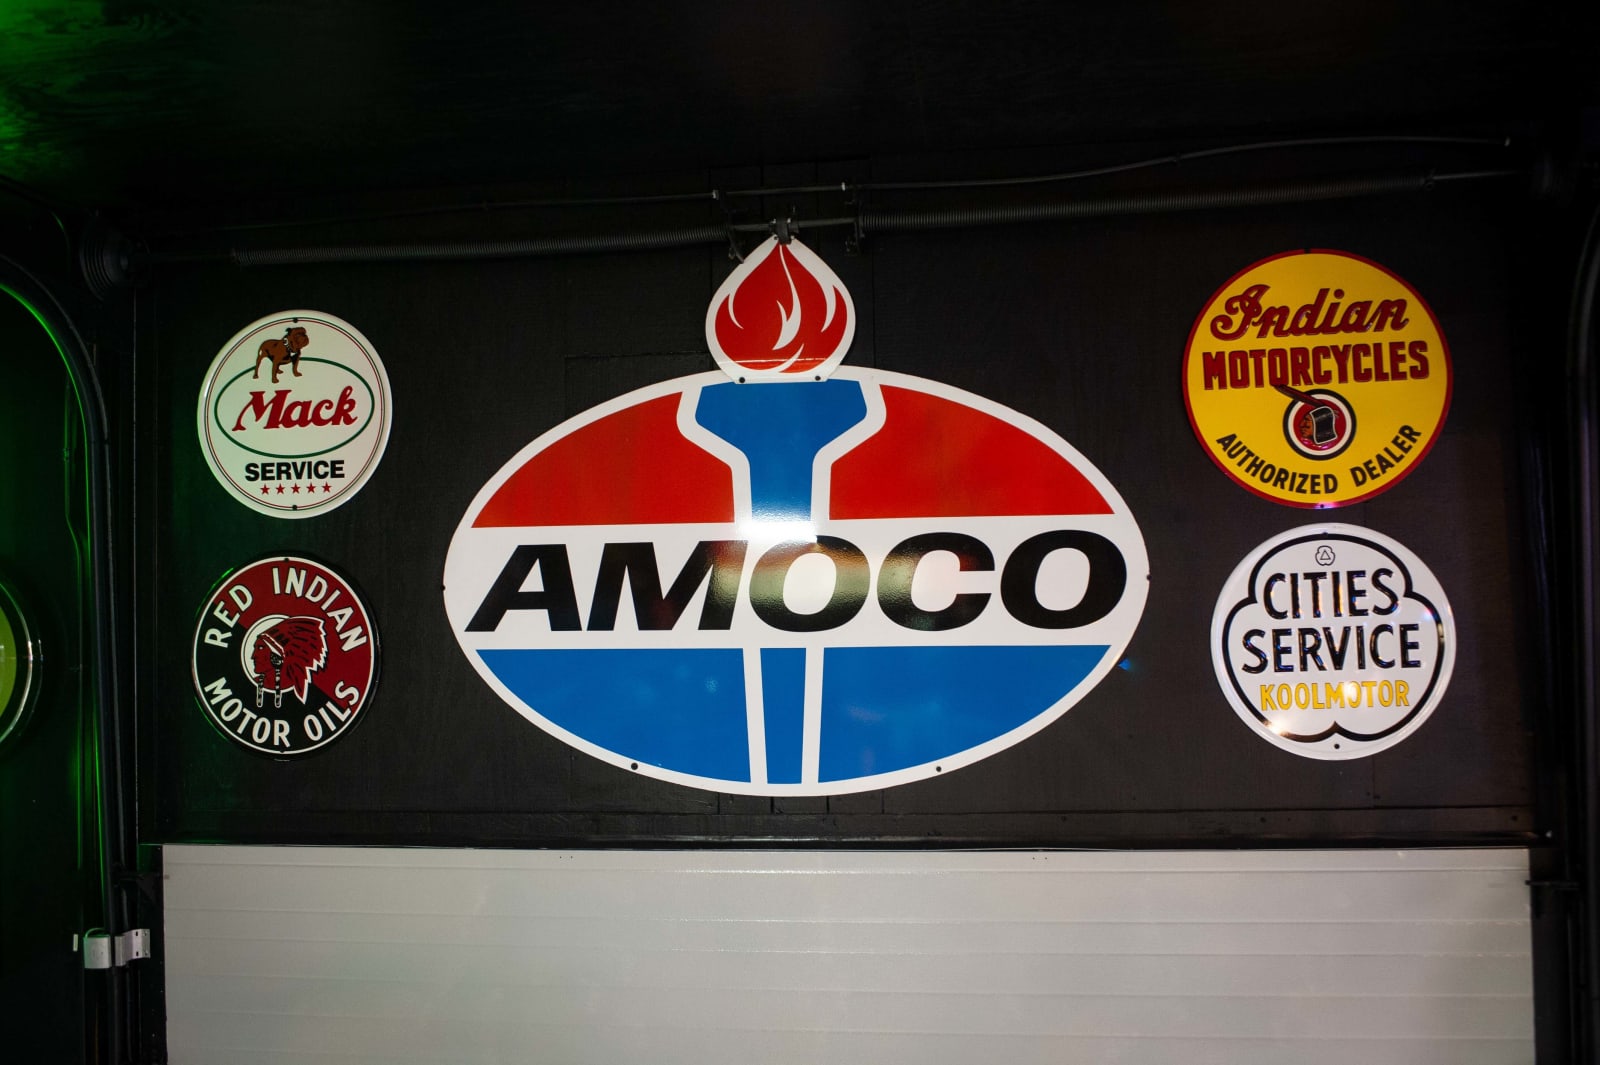 Mack
SERVICE
RED INDIAN
MOTOR OILS
AMOCO
Indian
MOTORCYCLES
AUTHORIZED DEALER
CITIES
SERVICE
KOOLMOTOR